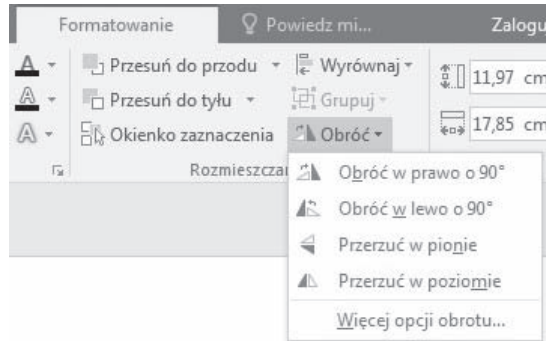 Formatowanie Powiedz mi... Zalogu
A Przesuń do przodu Wyrównaj 11,97 cm
A Przesuń do tyłu Grupuj
A Okienko zaznaczenia Obróć 17,85 cm
Rozmieszczan
Obróć w prawo o 90°
Obróć w lewo o 90°
Przerzuć w pionie
Przerzuć w poziomie
Więcej opcji obrotu...